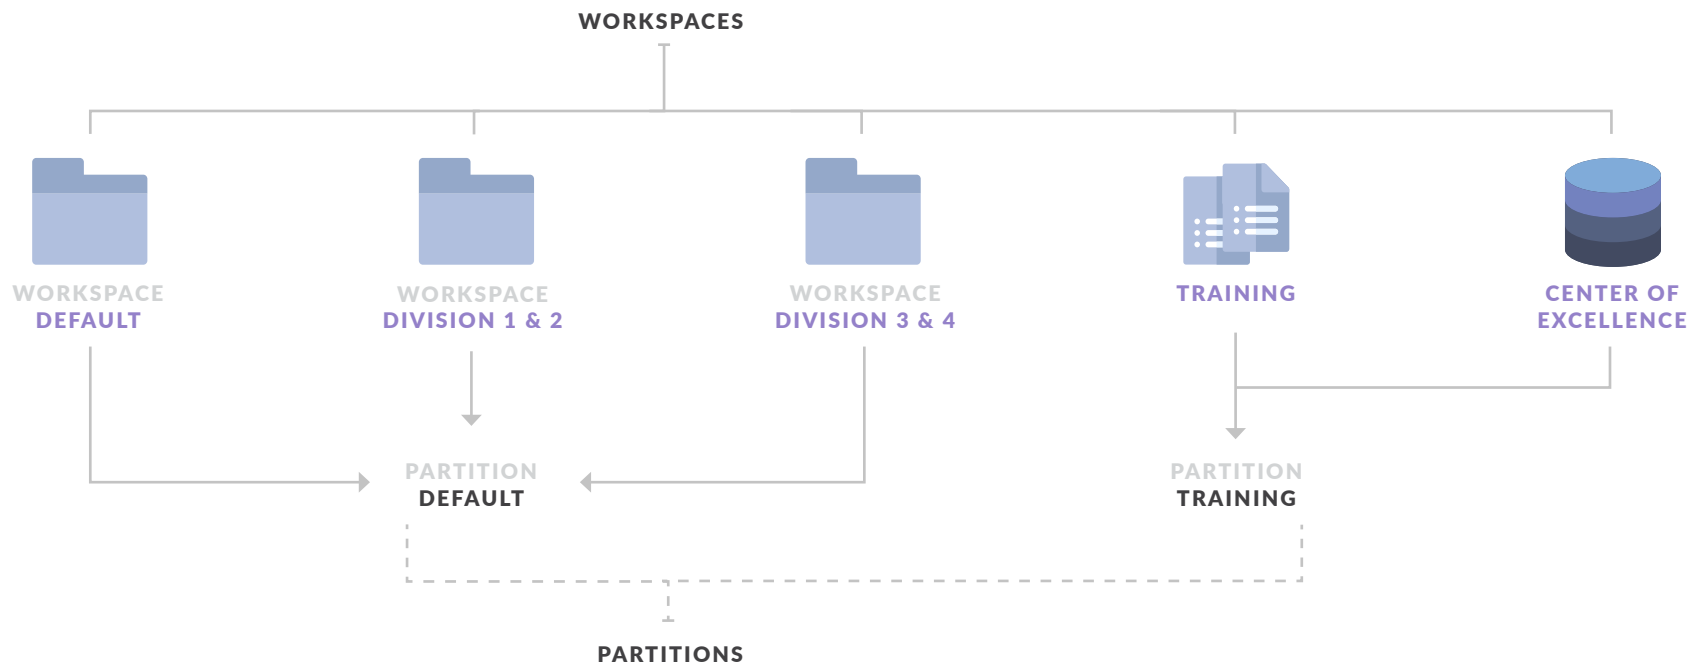 WORKSPACES
WORKSPACE
DEFAULT
WORKSPACE
DIVISION 1 & 2
WORKSPACE
DIVISION 3 & 4
TRAINING
CENTER OF
EXCELLENCE
PARTITION
DEFAULT
PARTITION
TRAINING
PARTITIONS